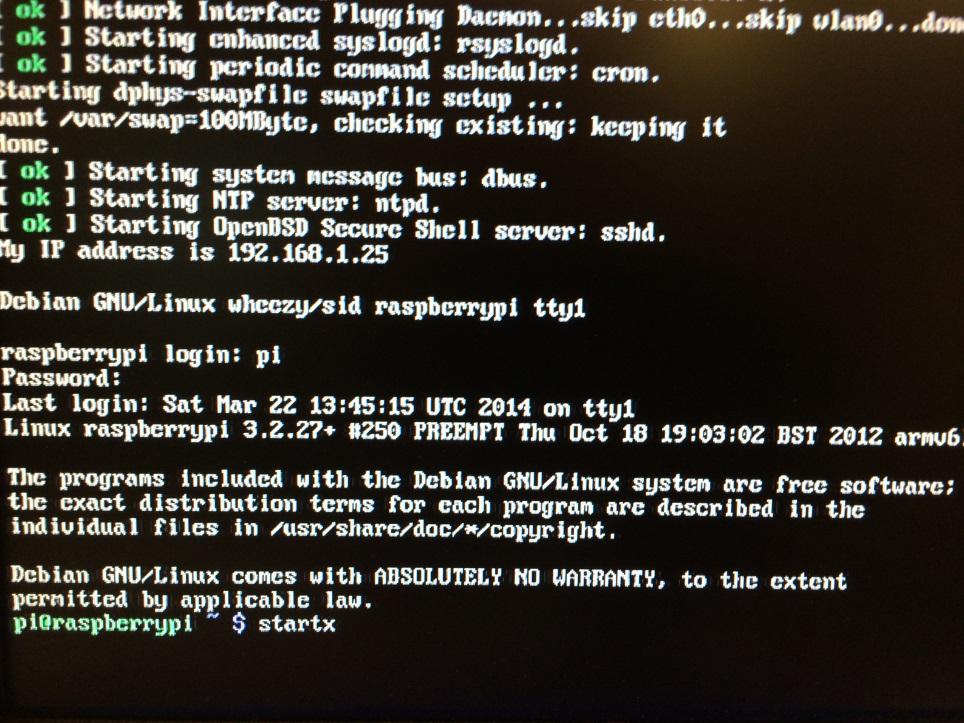 [ ok ] Network Interface Plugging Daemon...skip eth0...skip wlan0...done
[ ok ] Starting enhanced syslogd: rsyslogd.
[ ok ] Starting periodic command scheduler: cron.
Starting dphys-swapfile swapfile setup ...
want /var/swap=100MByte, checking existing: keeping it
done.
[ ok ] Starting system message bus: dbus.
[ ok ] Starting NTP server: ntpd.
[ ok ] Starting OpenBSD Secure Shell server: sshd.
My IP address is 192.168.1.25
Debian GNU/Linux wheezy/sid raspberrypi tty1
raspberrypi login: pi
Password:
Last login: Sat Mar 22 13:45:15 UTC 2014 on tty1
Linux raspberrypi 3.2.27+ #250 PREEMPT Thu Oct 18 19:03:02 BST 2012 armv6
The programs included with the Debian GNU/Linux system are free software;
the exact distribution terms for each program are described in the
individual files in /usr/share/doc/*/copyright.
Debian GNU/Linux comes with ABSOLUTELY NO WARRANTY, to the extent
permitted by applicable law.
pi@raspberrypi ~ $ startx